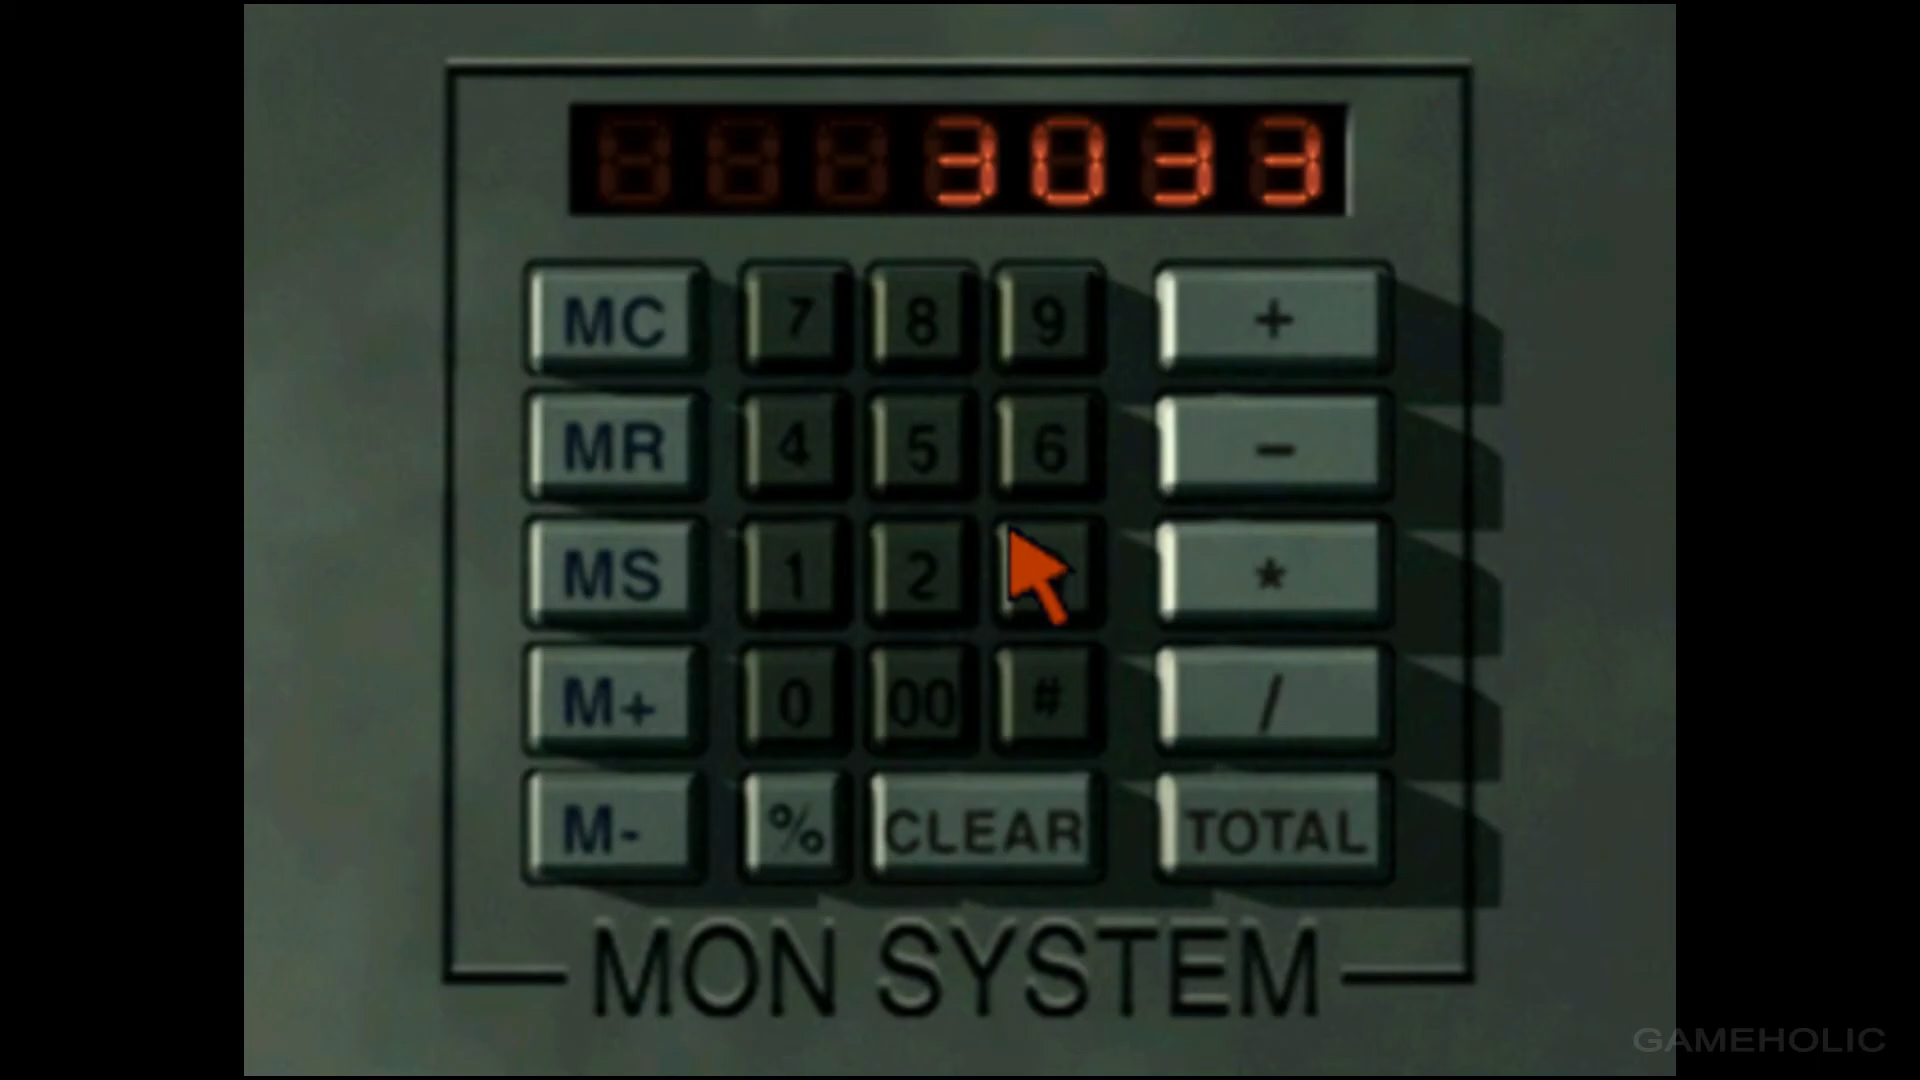 3033
MC 7 8 9 +
MR 4 5 6 -
MS 1 2 *
M+ 0 00 # /
M- % CLEAR TOTAL
MON SYSTEM
GAMEHOLIC